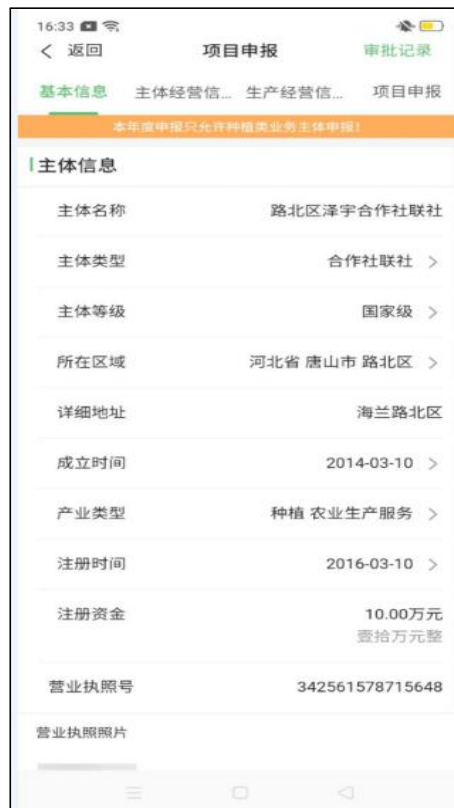 16:33
返回 项目申报 审批记录
基本信息 主体经营信... 生产经营信... 项目申报
本年度申报只允许种植类业务主体申报！
主体信息
主体名称 路北区泽宇合作社联社
主体类型 合作社联社
主体等级 国家级
所在区域 河北省 唐山市 路北区
详细地址 海兰路北区
成立时间 2014-03-10
产业类型 种植 农业生产服务
注册时间 2016-03-10
注册资金 10.00万元
壹拾万元整
营业执照号 342561578715648
营业执照照片